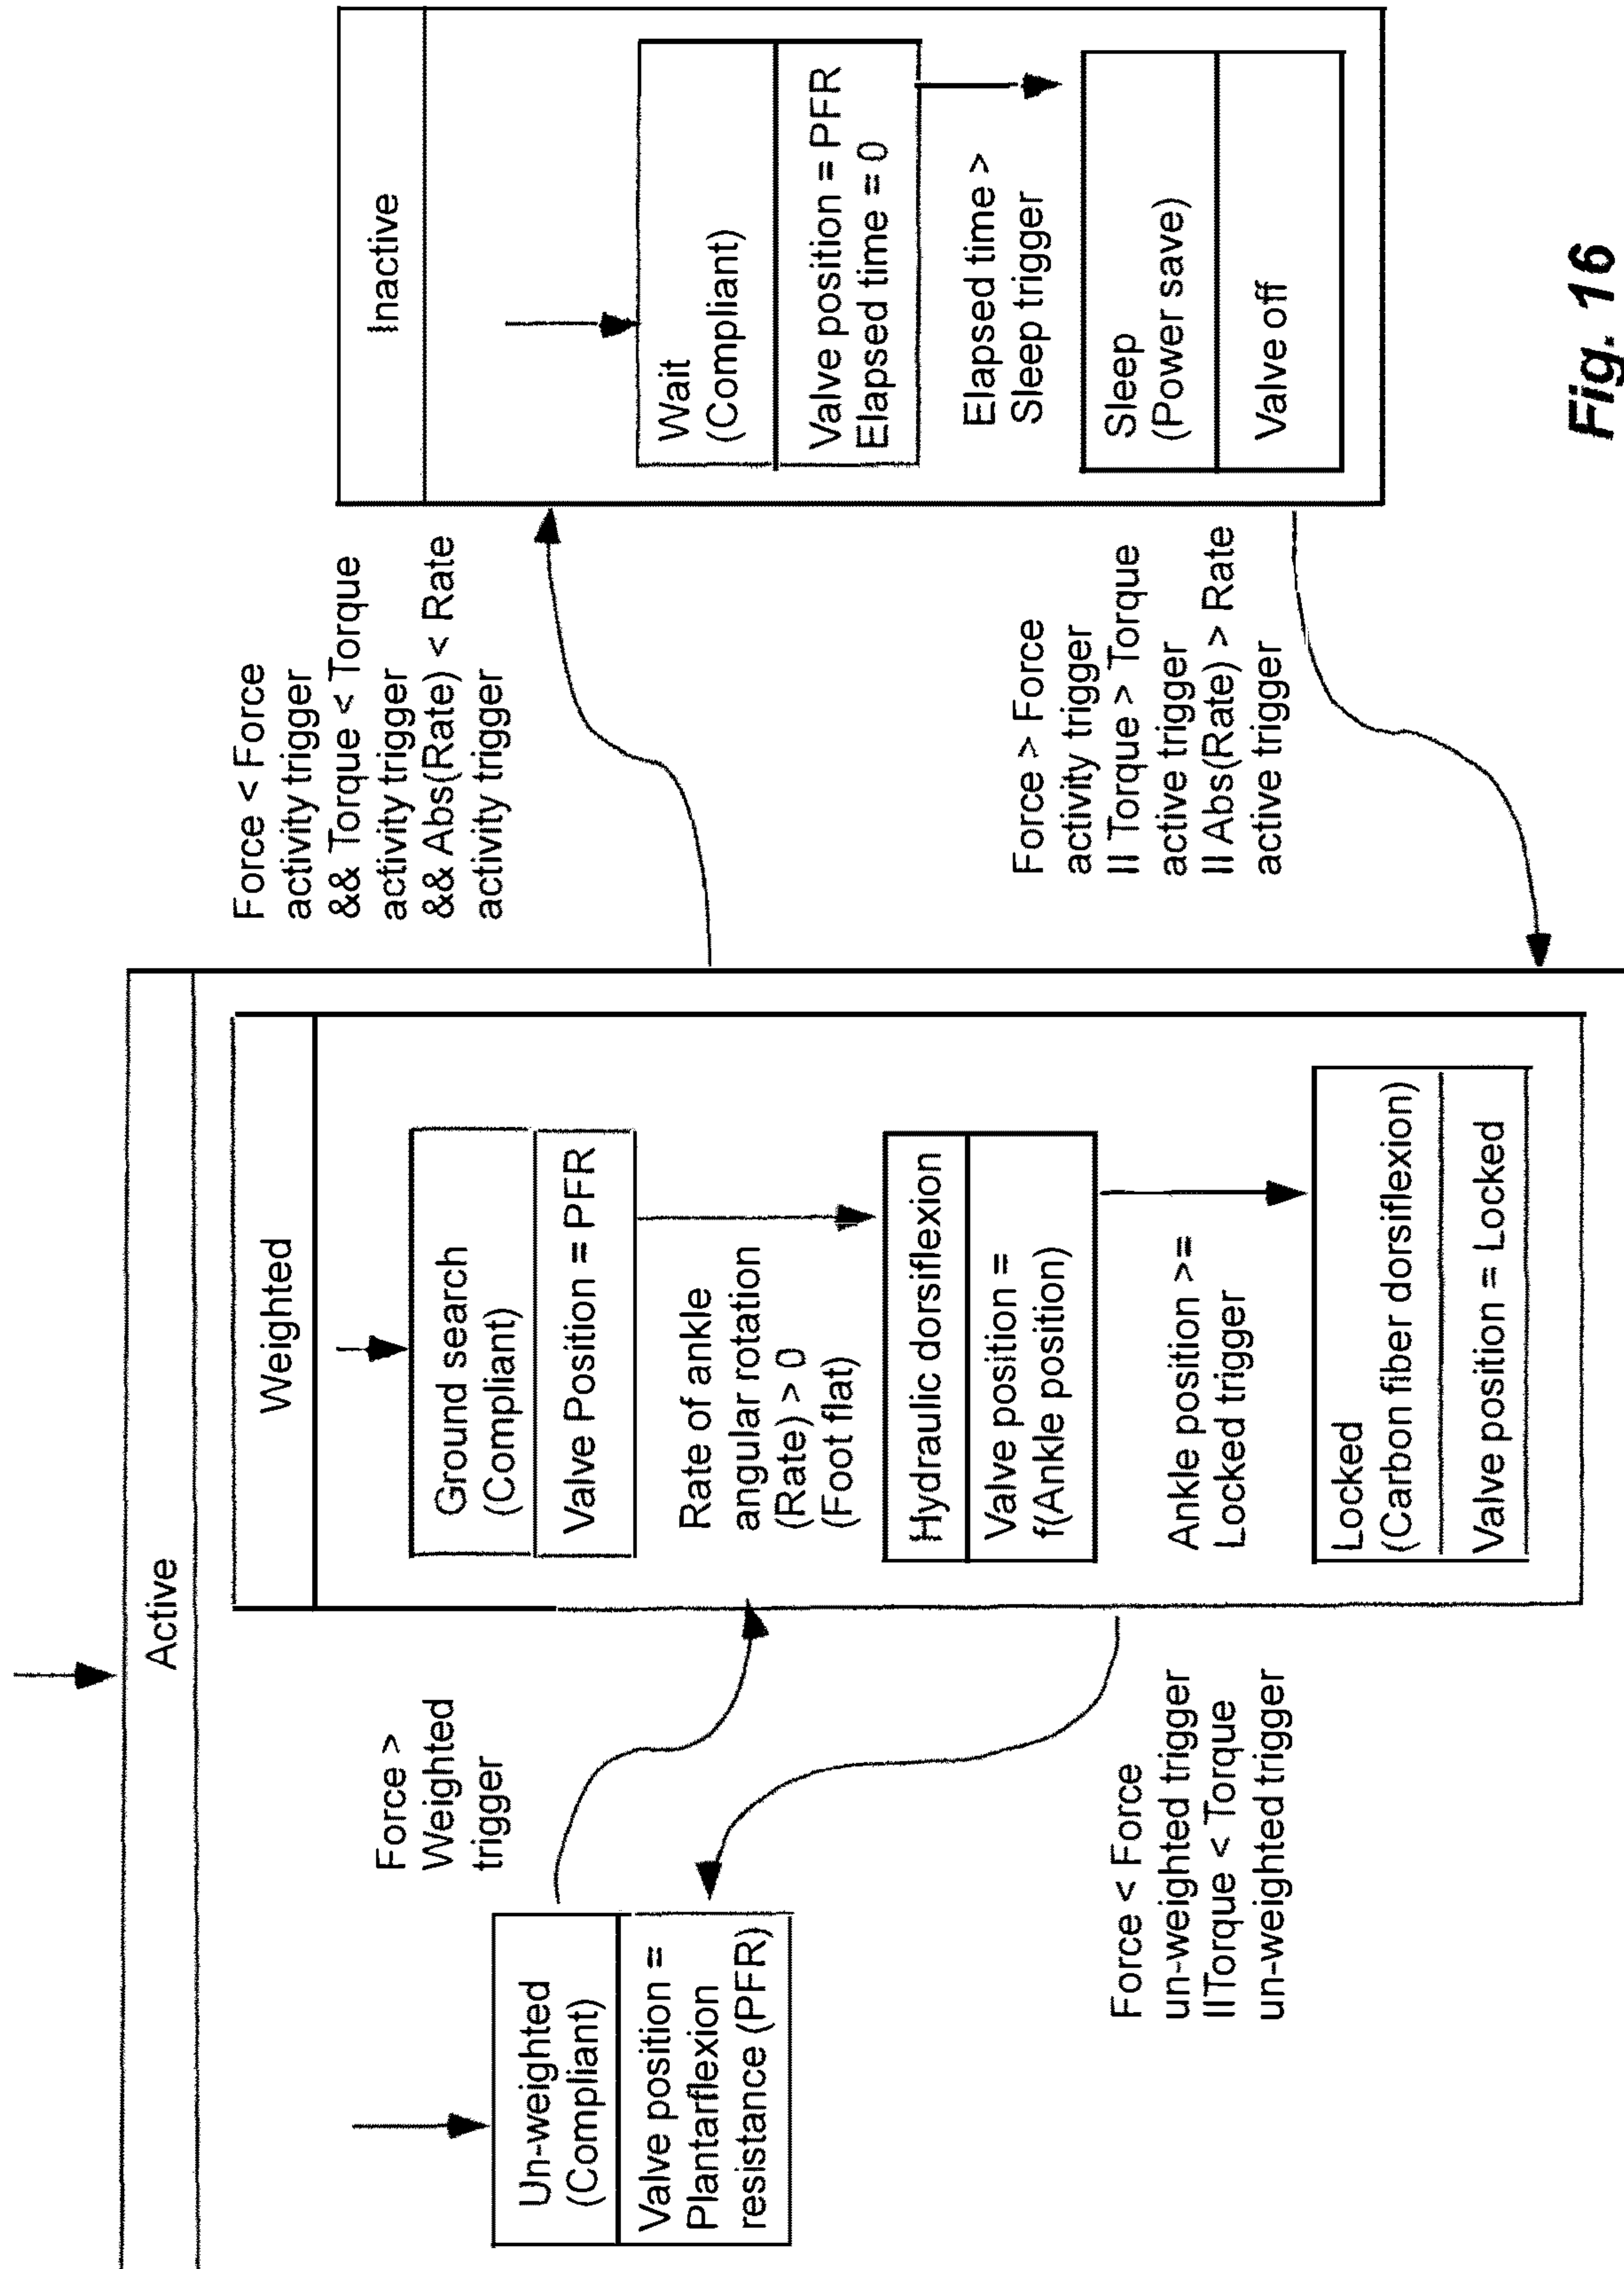 Active
Un-weighted
(Compliant)
Valve position =
Plantarflexion
resistance (PFR)
Force >
Weighted
trigger
Force < Force
un-weighted trigger
||Torque < Torque
un-weighted trigger
Weighted
Ground search
(Compliant)
Valve Position = PFR
Rate of ankle
angular rotation
(Rate) > 0
(Foot flat)
Hydraulic dorsiflexion
Valve position =
f(Ankle position)
Ankle position >=
Locked trigger
Locked
(Carbon fiber dorsiflexion)
Valve position = Locked
Force < Force
activity trigger
&& Torque < Torque
activity trigger
&& Abs(Rate) < Rate
activity trigger
Force > Force
activity trigger
|| Torque > Torque
active trigger
|| Abs(Rate) > Rate
active trigger
Inactive
Wait
(Compliant)
Valve position = PFR
Elapsed time = 0
Elapsed time >
Sleep trigger
Sleep
(Power save)
Valve off
Fig. 16